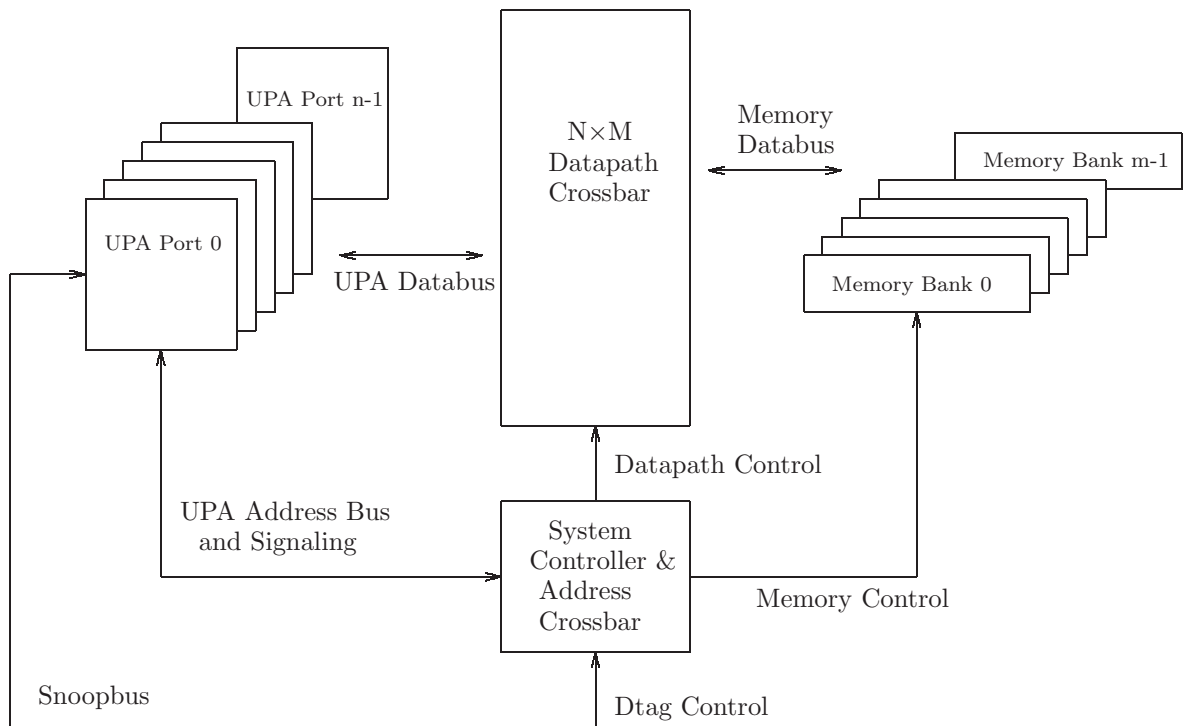 UPA Port n-1
UPA Port 0
UPA Databus
N×M
Datapath
Crossbar
Memory
Databus
Memory Bank m-1
Memory Bank 0
Datapath Control
UPA Address Bus
and Signaling
System
Controller &
Address
Crossbar
Memory Control
Snoopbus
Dtag Control